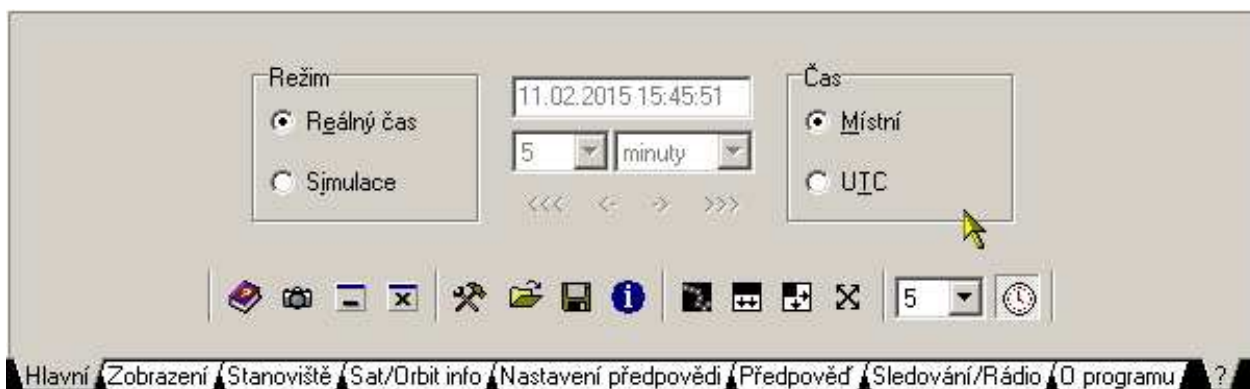 Režim
Reálný čas
Simulace
11.02.2015 15:45:51
5 minuty
<<< <- -> >>>
Čas
Místní
UTC
5
Hlavní Zobrazení Stanoviště Sat/Orbit info Nastavení předpovědi Předpověď Sledování/Rádio O programu ?